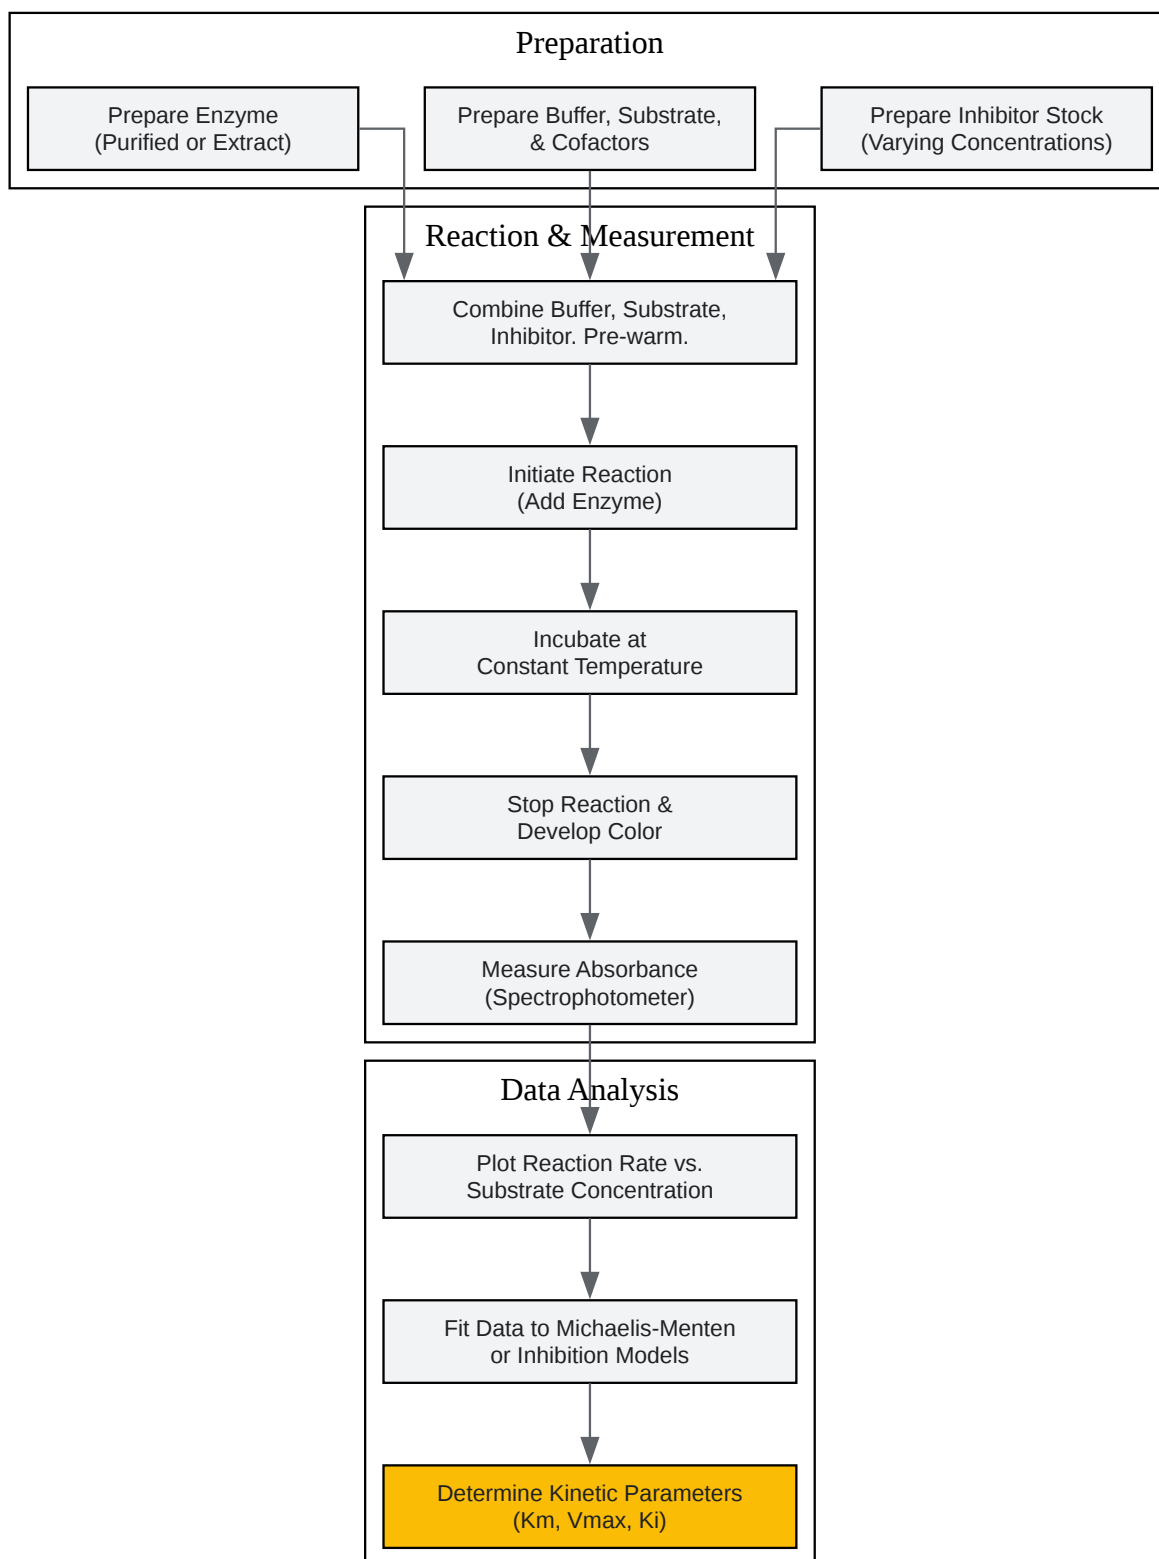 Preparation
Prepare Enzyme
(Purified or Extract)
Prepare Buffer, Substrate,
& Cofactors
Prepare Inhibitor Stock
(Varying Concentrations)
Reaction & Measurement
Combine Buffer, Substrate,
Inhibitor. Pre-warm.
Initiate Reaction
(Add Enzyme)
Incubate at
Constant Temperature
Stop Reaction &
Develop Color
Measure Absorbance
(Spectrophotometer)
Data Analysis
Plot Reaction Rate vs.
Substrate Concentration
Fit Data to Michaelis-Menten
or Inhibition Models
Determine Kinetic Parameters
(Km, Vmax, Ki)